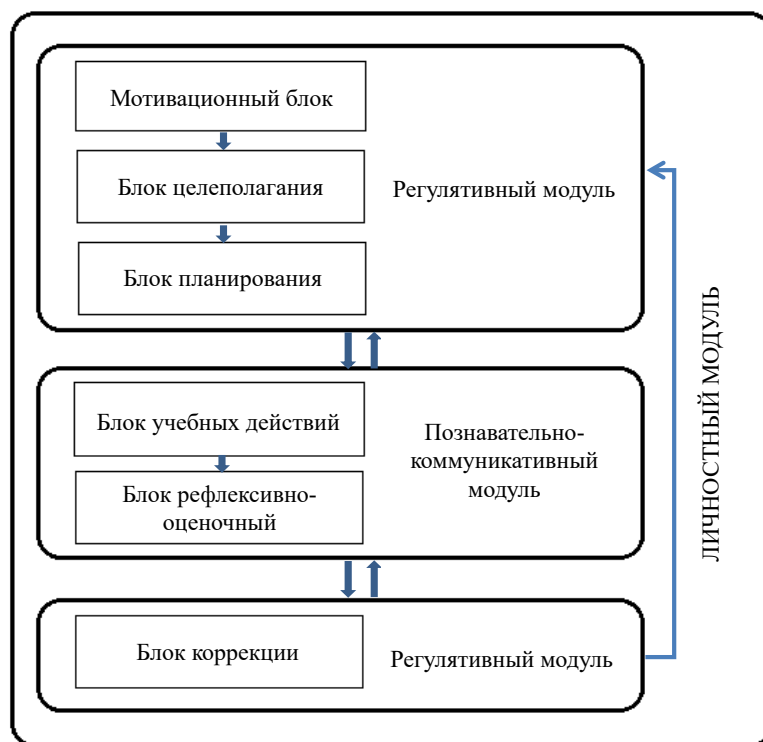 Мотивационный блок
Блок целеполагания
Регулятивный модуль
Блок планирования
Блок учебных действий
Познавательно-
коммуникативный
модуль
Блок рефлексивно-
оценочный
Блок коррекции
Регулятивный модуль
ЛИЧНОСТНЫЙ МОДУЛЬ